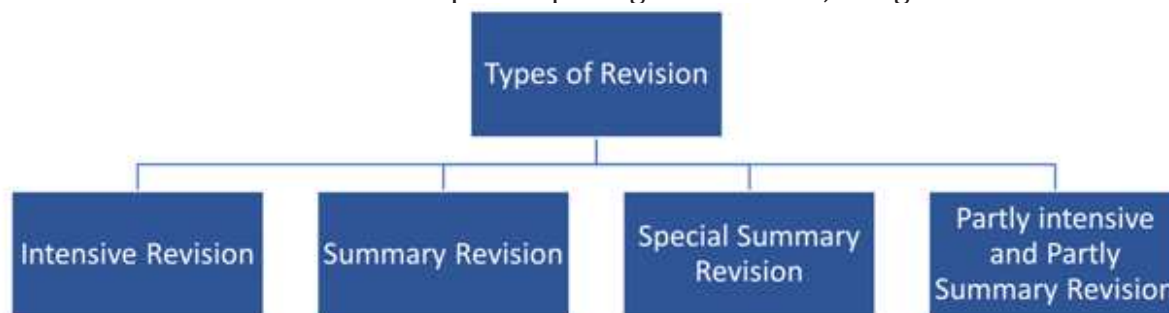 Types of Revision
Intensive Revision
Summary Revision
Special Summary
Revision
Partly intensive
and Partly
Summary Revision